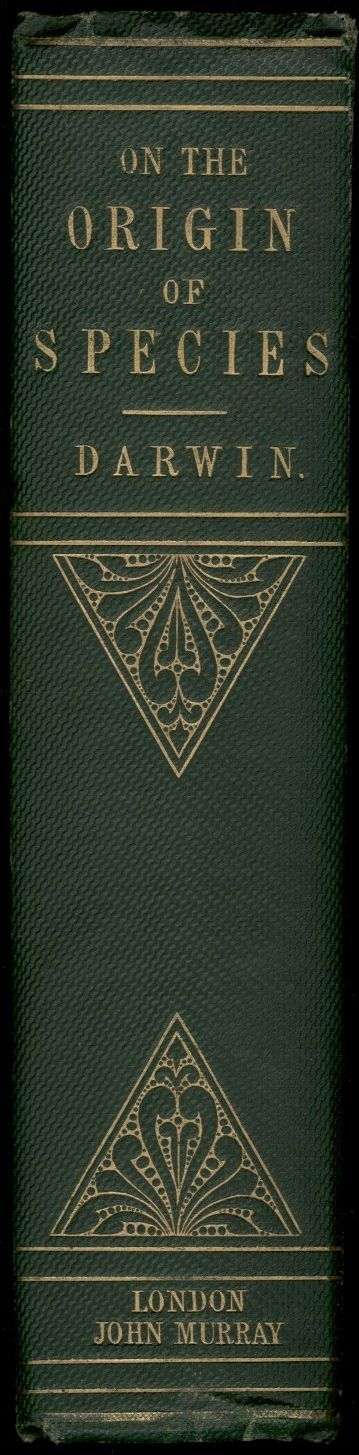 ON THE
ORIGIN
OF
SPECIES
DARWIN.
LONDON
JOHN MURRAY